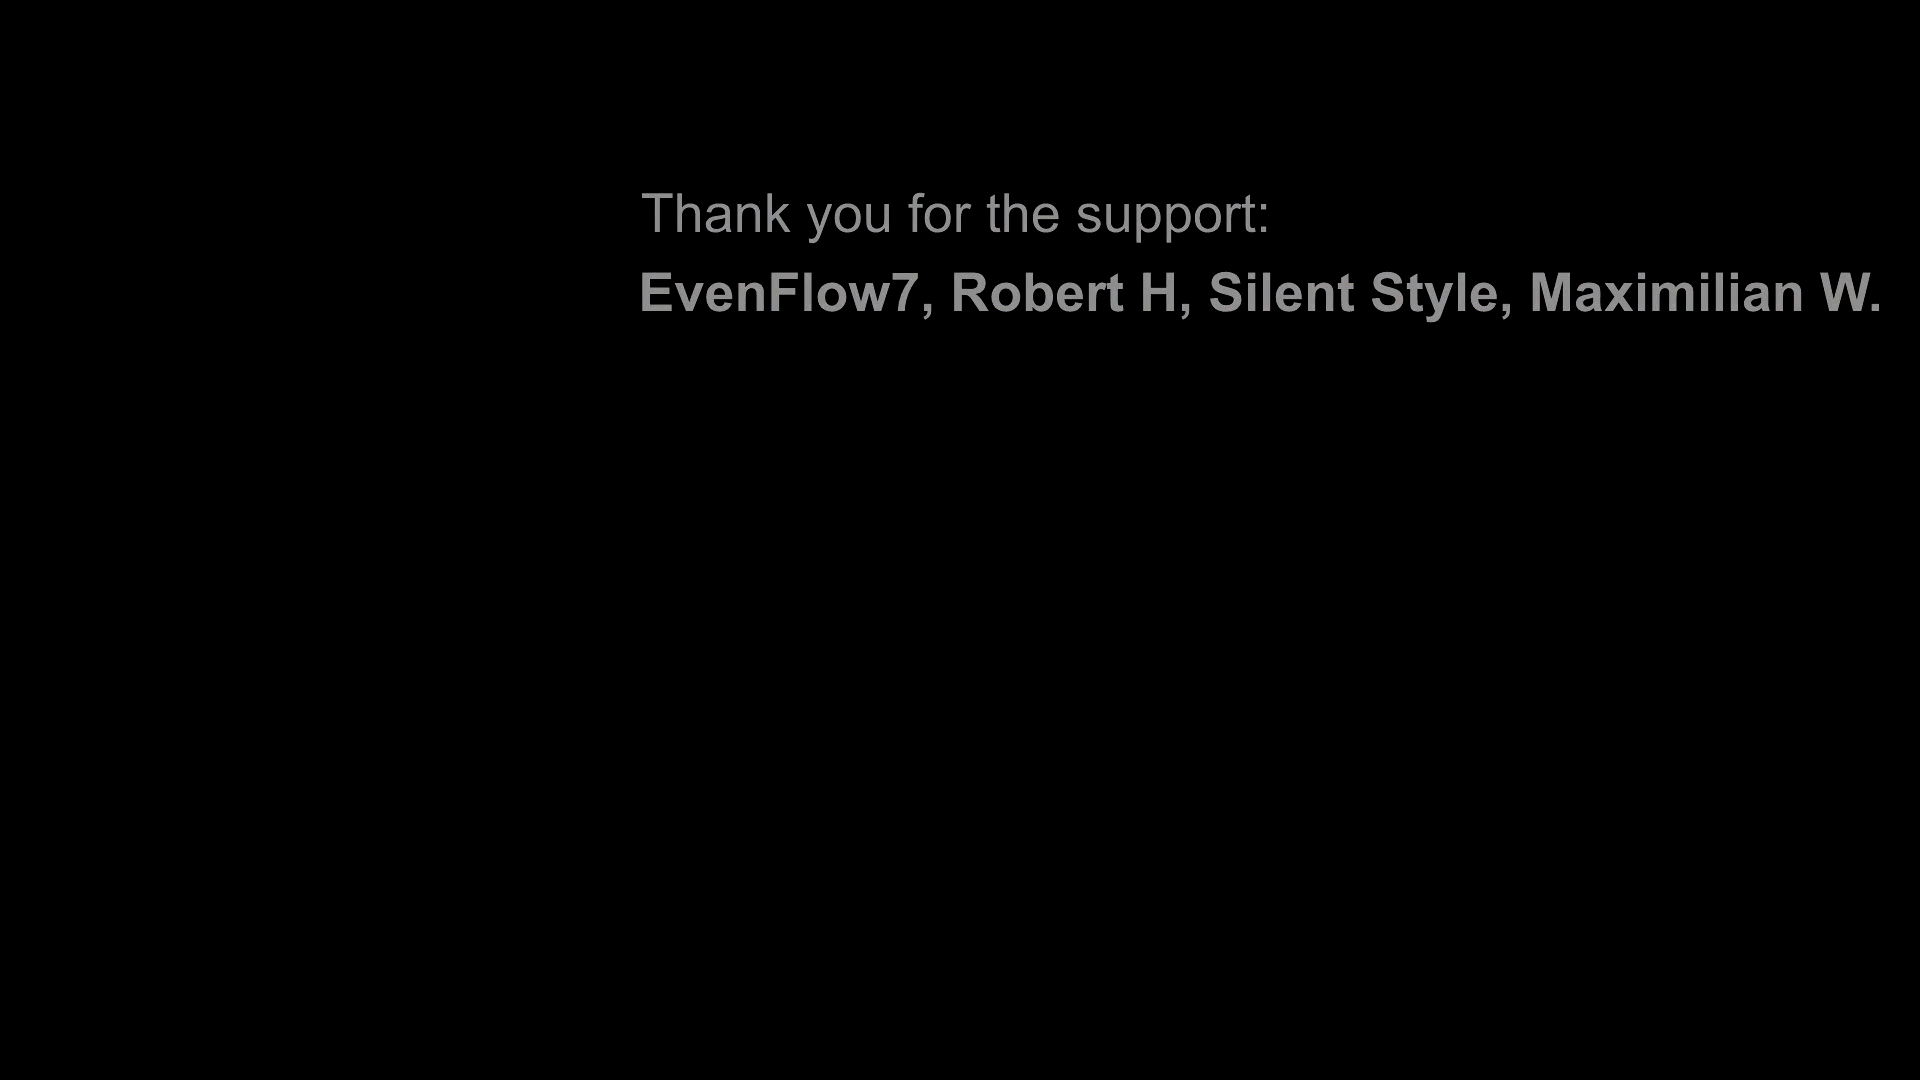 Thank you for the support:
EvenFlow7, Robert H, Silent Style, Maximilian W.